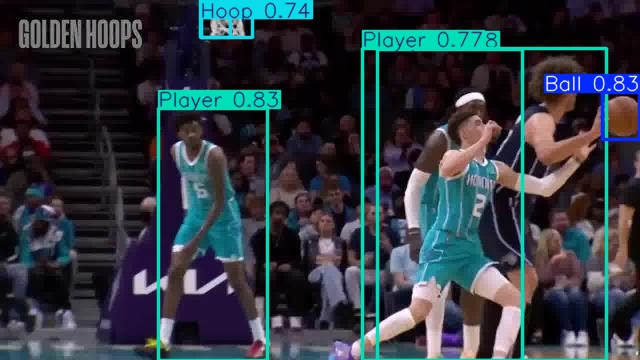 GOLDEN HOOPS
Hoop 0.74
Player 0.778
Ball 0.83
Player 0.83
5
HORNETS
2